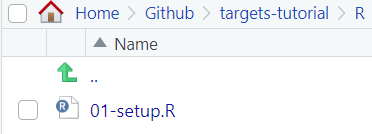 Home > Github > targets-tutorial > R
Name
..
01-setup.R